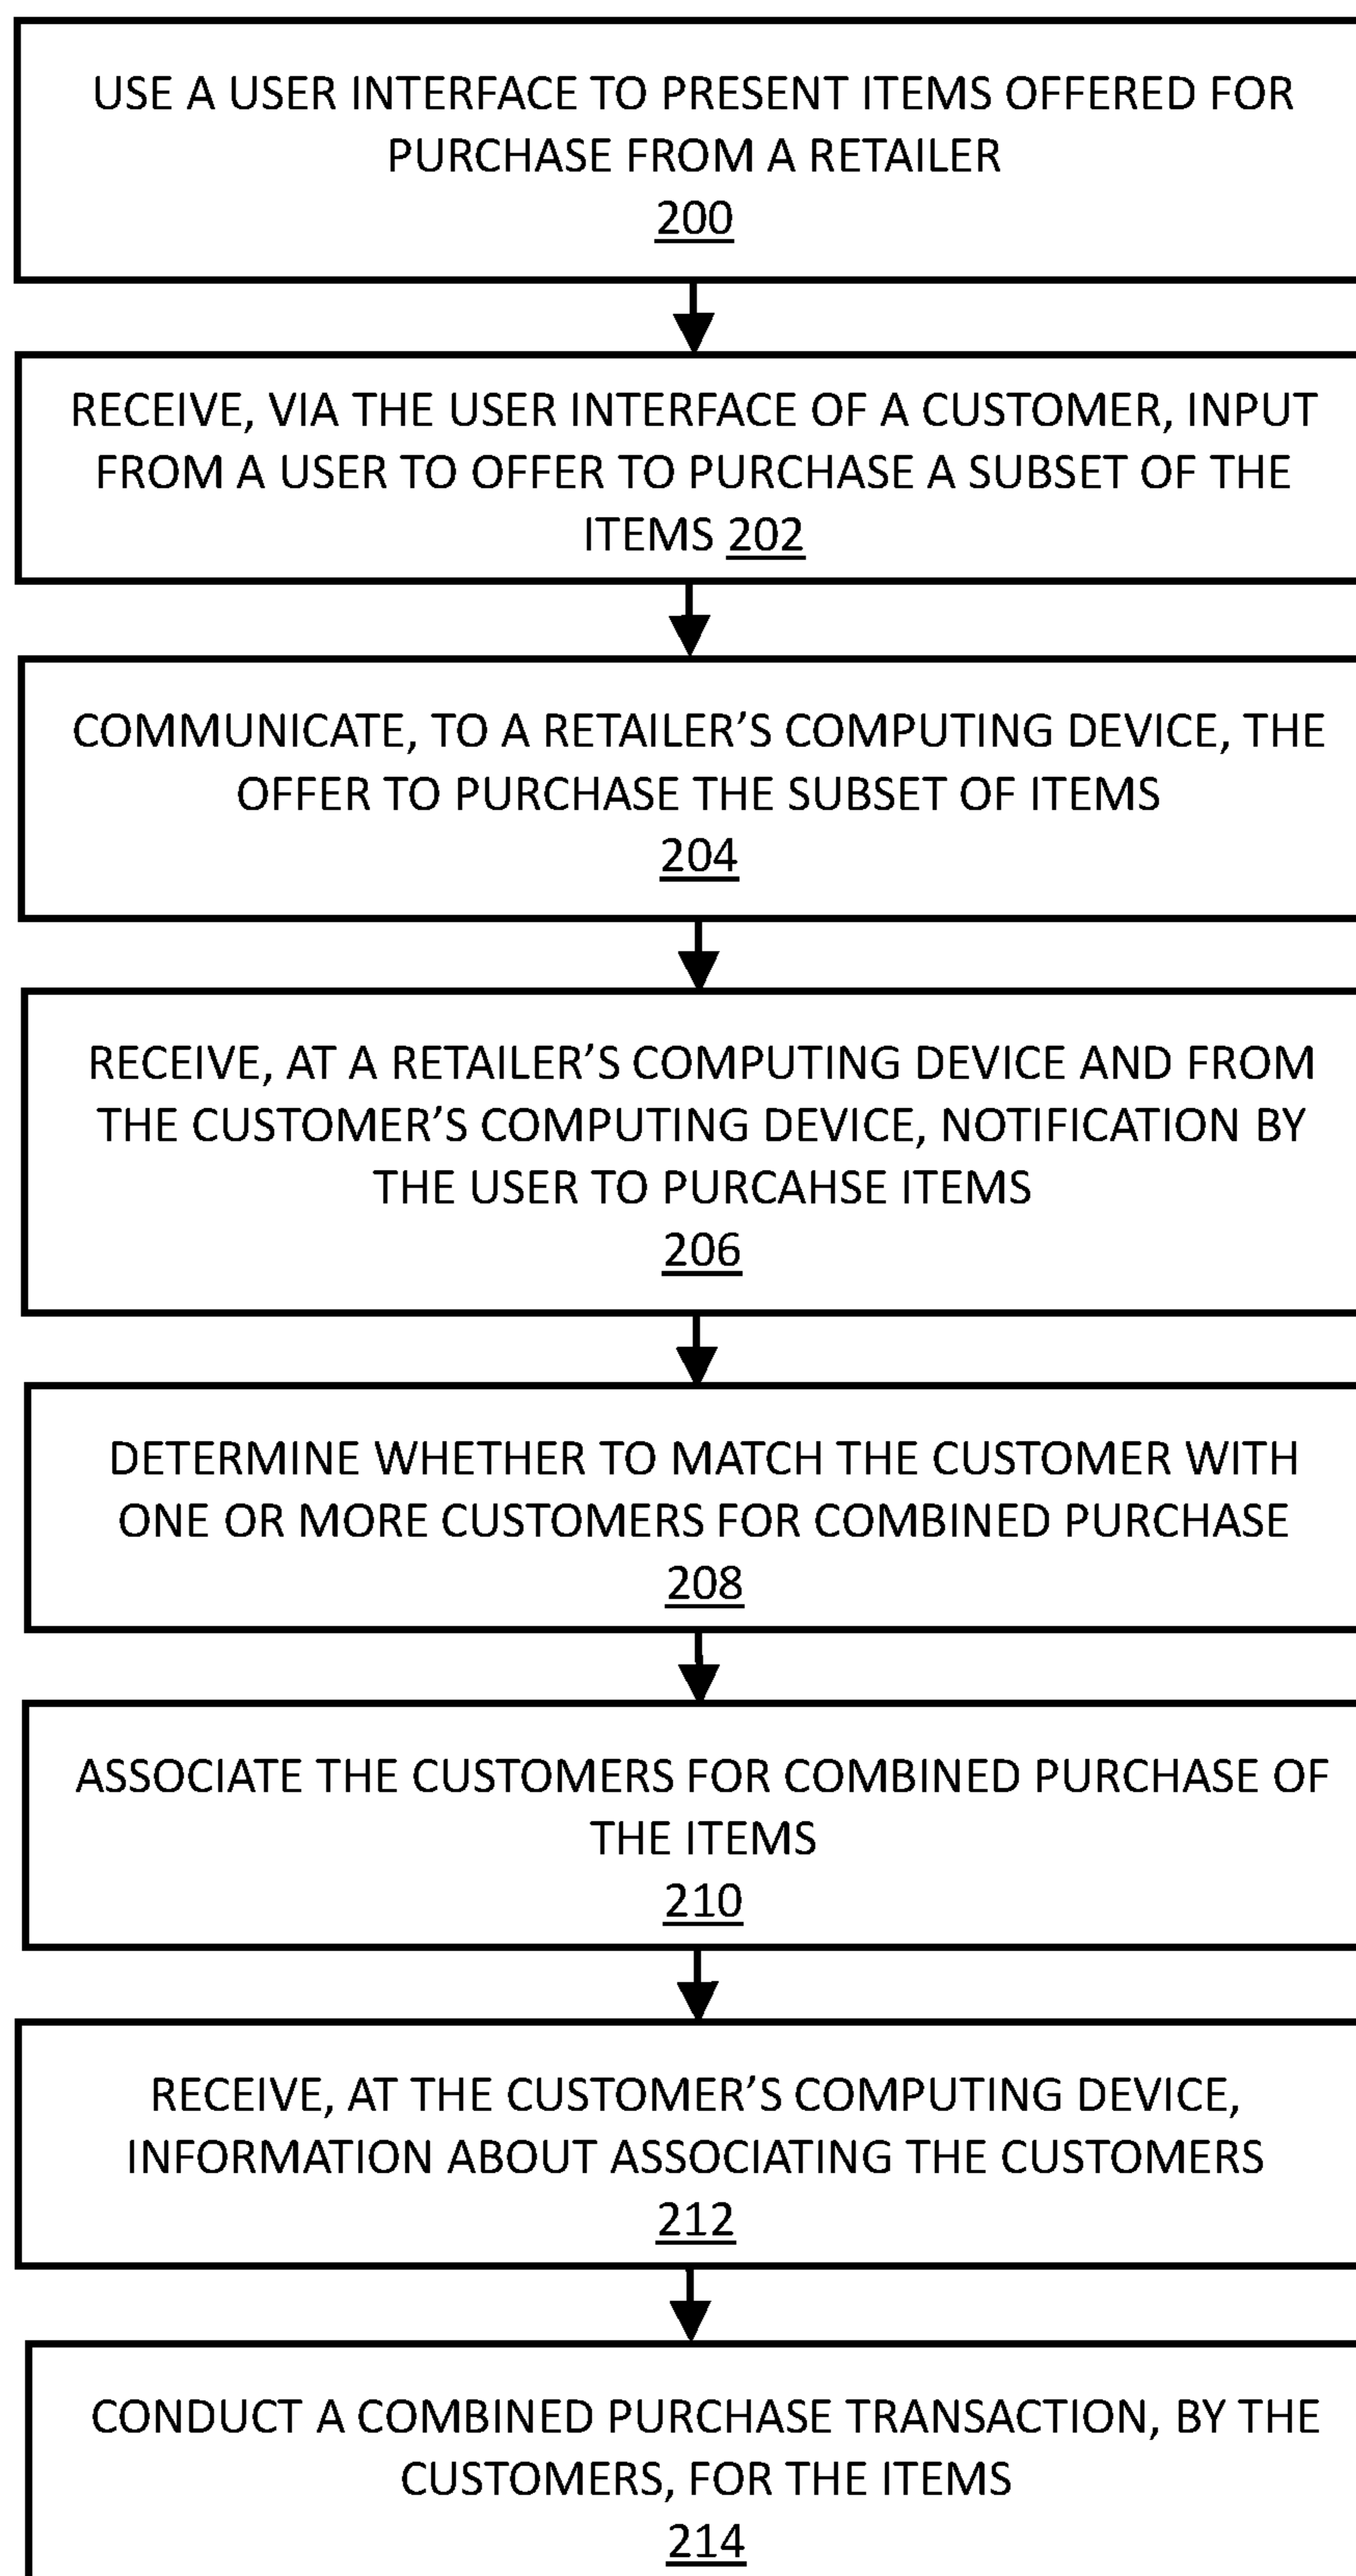 USE A USER INTERFACE TO PRESENT ITEMS OFFERED FOR
PURCHASE FROM A RETAILER
200
RECEIVE, VIA THE USER INTERFACE OF A CUSTOMER, INPUT
FROM A USER TO OFFER TO PURCHASE A SUBSET OF THE
ITEMS 202
COMMUNICATE, TO A RETAILER’S COMPUTING DEVICE, THE
OFFER TO PURCHASE THE SUBSET OF ITEMS
204
RECEIVE, AT A RETAILER’S COMPUTING DEVICE AND FROM
THE CUSTOMER’S COMPUTING DEVICE, NOTIFICATION BY
THE USER TO PURCAHSE ITEMS
206
DETERMINE WHETHER TO MATCH THE CUSTOMER WITH
ONE OR MORE CUSTOMERS FOR COMBINED PURCHASE
208
ASSOCIATE THE CUSTOMERS FOR COMBINED PURCHASE OF
THE ITEMS
210
RECEIVE, AT THE CUSTOMER’S COMPUTING DEVICE,
INFORMATION ABOUT ASSOCIATING THE CUSTOMERS
212
CONDUCT A COMBINED PURCHASE TRANSACTION, BY THE
CUSTOMERS, FOR THE ITEMS
214